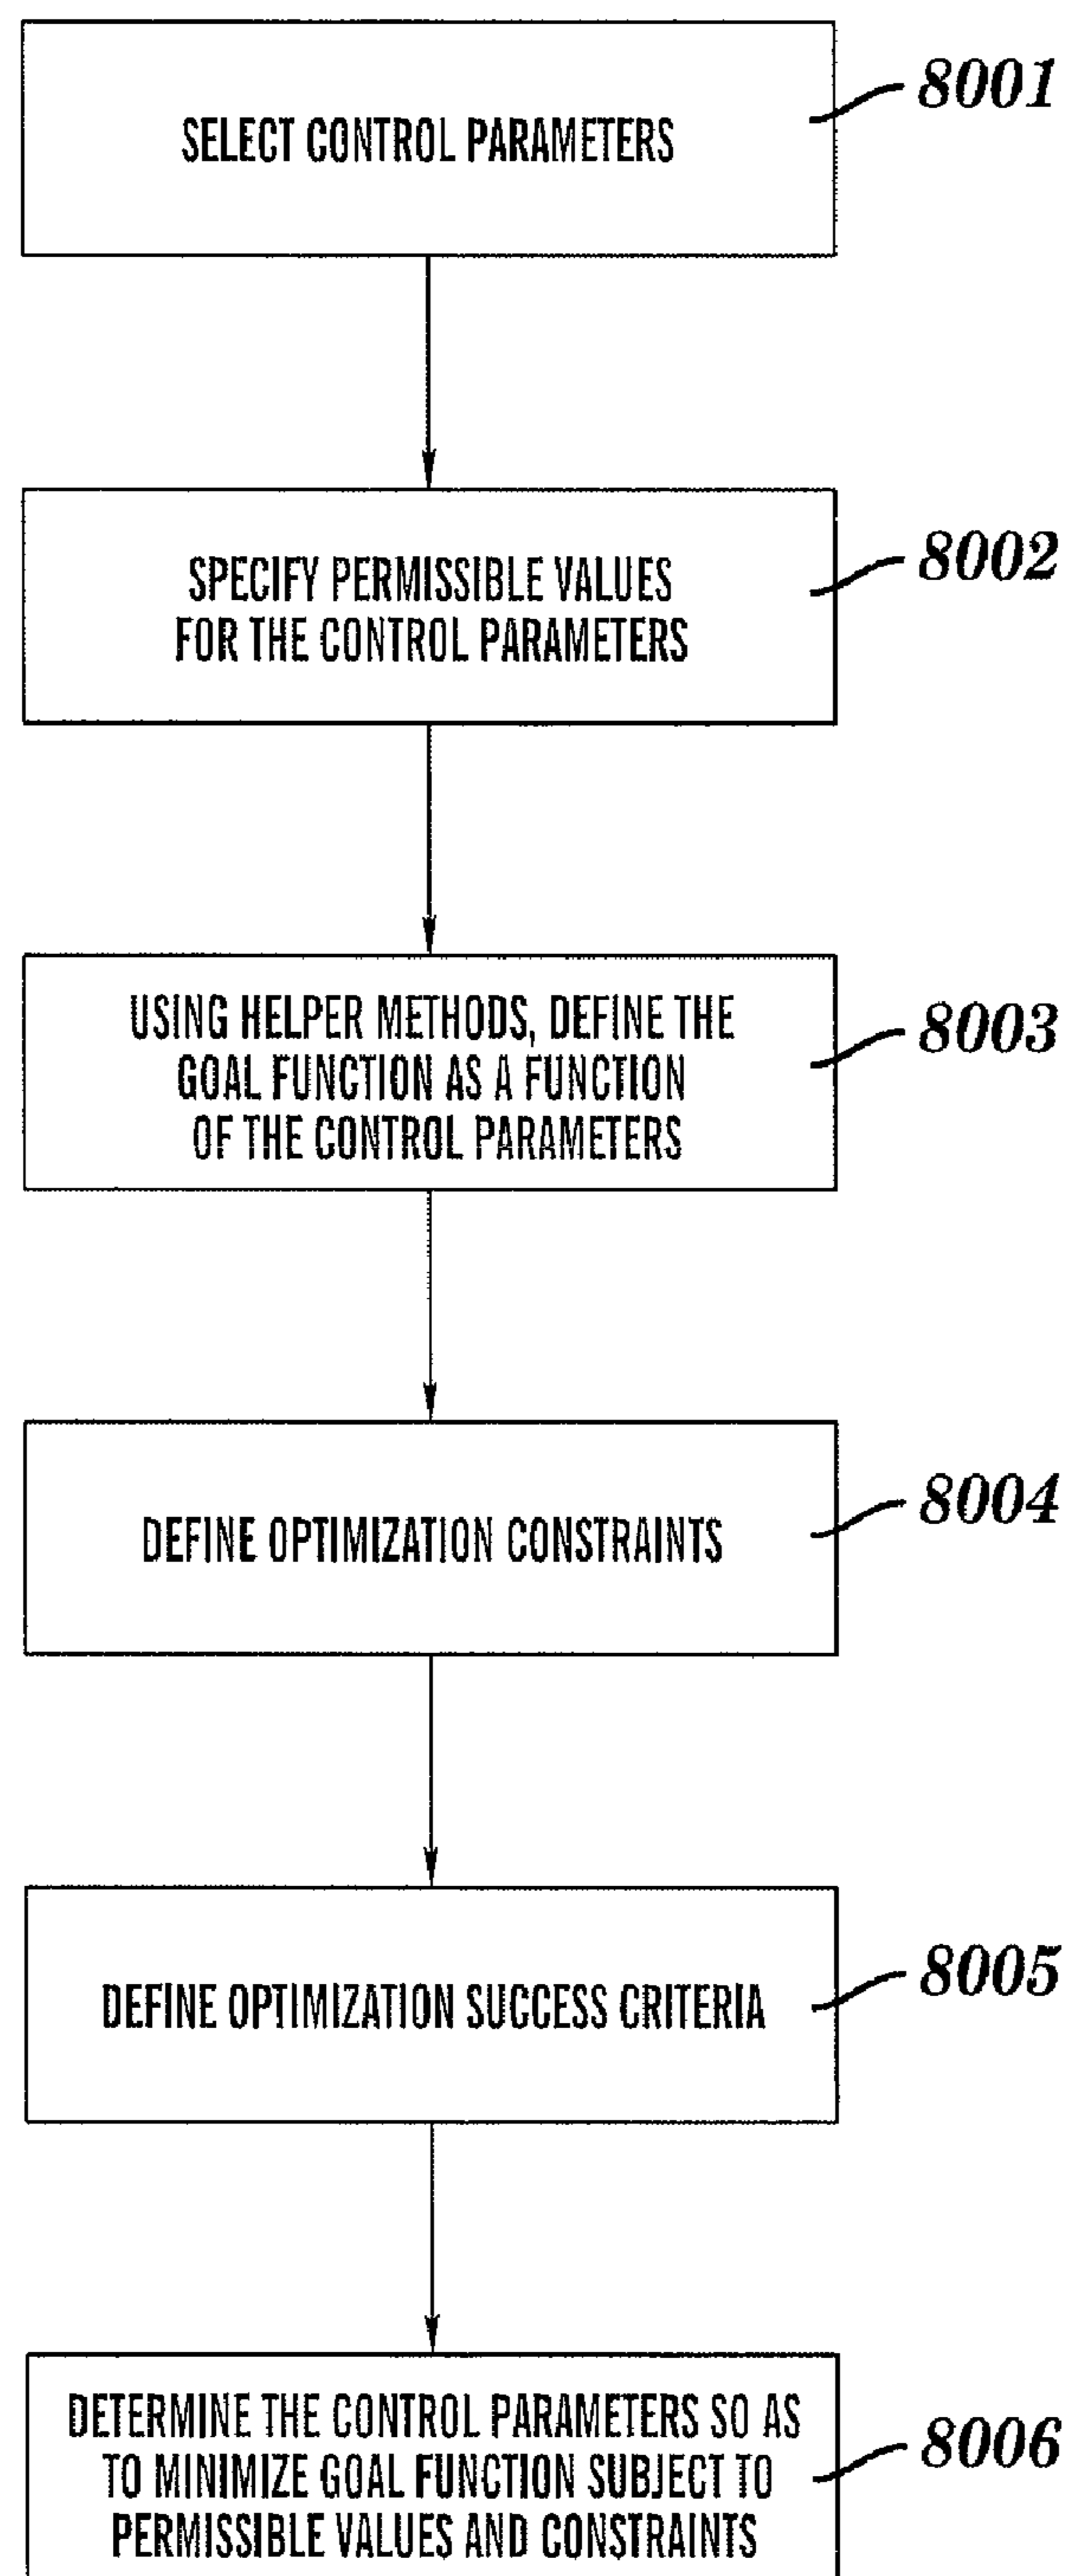 SELECT CONTROL PARAMETERS
8001
SPECIFY PERMISSIBLE VALUES
FOR THE CONTROL PARAMETERS
8002
USING HELPER METHODS, DEFINE THE
GOAL FUNCTION AS A FUNCTION
OF THE CONTROL PARAMETERS
8003
DEFINE OPTIMIZATION CONSTRAINTS
8004
DEFINE OPTIMIZATION SUCCESS CRITERIA
8005
DETERMINE THE CONTROL PARAMETERS SO AS
TO MINIMIZE GOAL FUNCTION SUBJECT TO
PERMISSIBLE VALUES AND CONSTRAINTS
8006